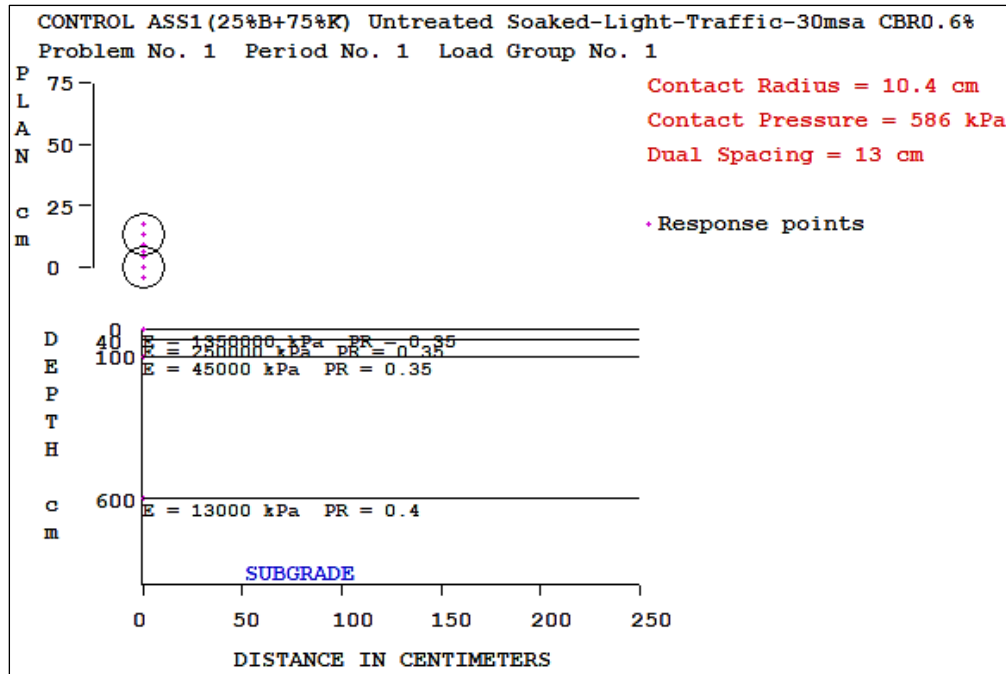 CONTROL ASS1(25%B+75%K) Untreated Soaked-Light-Traffic-30msa CBR0.6%
Problem No. 1 Period No. 1 Load Group No. 1
PLAN cm
75
50
25
0
Contact Radius = 10.4 cm
Contact Pressure = 586 kPa
Dual Spacing = 13 cm
Response points
DEPTH cm
0
40
100
600
E = 1350000 kPa PR = 0.35
E = 250000 kPa PR = 0.35
E = 45000 kPa PR = 0.35
E = 13000 kPa PR = 0.4
SUBGRADE
0 50 100 150 200 250
DISTANCE IN CENTIMETERS